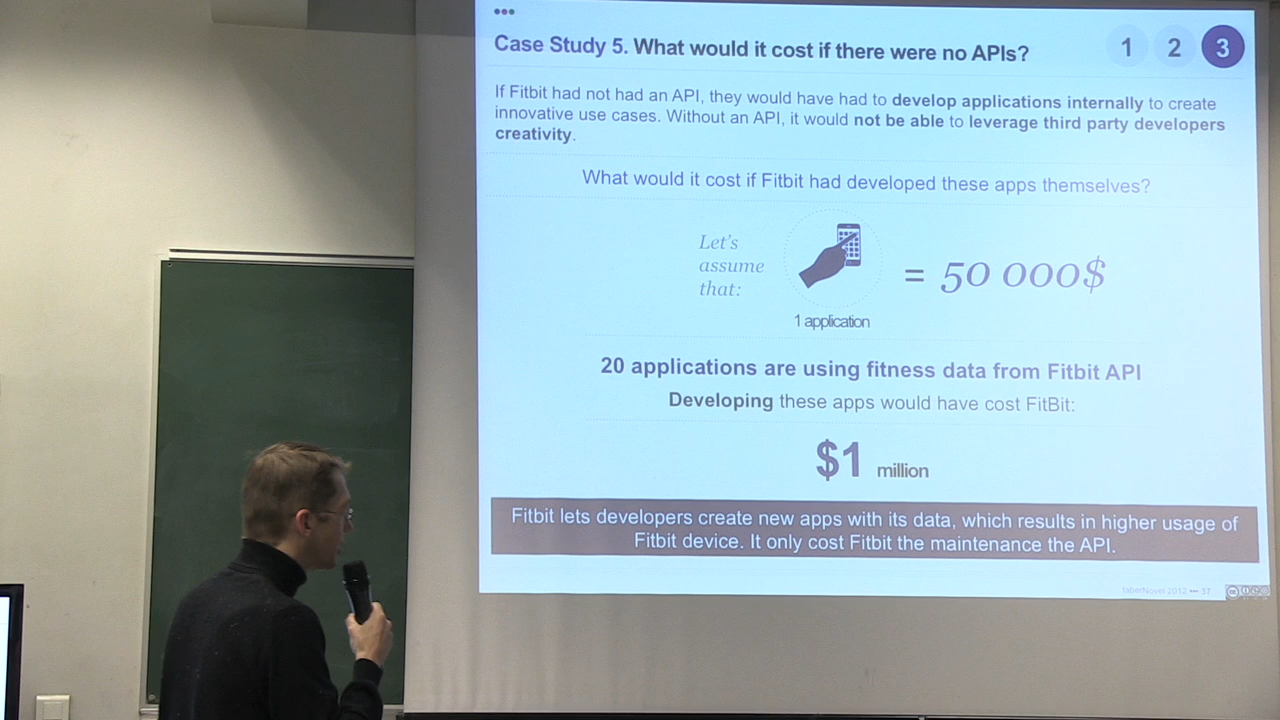 •••
Case Study 5. What would it cost if there were no APIs?
1 2 3
If Fitbit had not had an API, they would have had to develop applications internally to create
innovative use cases. Without an API, it would not be able to leverage third party developers
creativity.
What would it cost if Fitbit had developed these apps themselves?
Let's
assume
that:
= 50 000$
1 application
20 applications are using fitness data from Fitbit API
Developing these apps would have cost FitBit:
$1 million
Fitbit lets developers create new apps with its data, which results in higher usage of
Fitbit device. It only cost Fitbit the maintenance the API.
faberNovel 2012 ••• 37